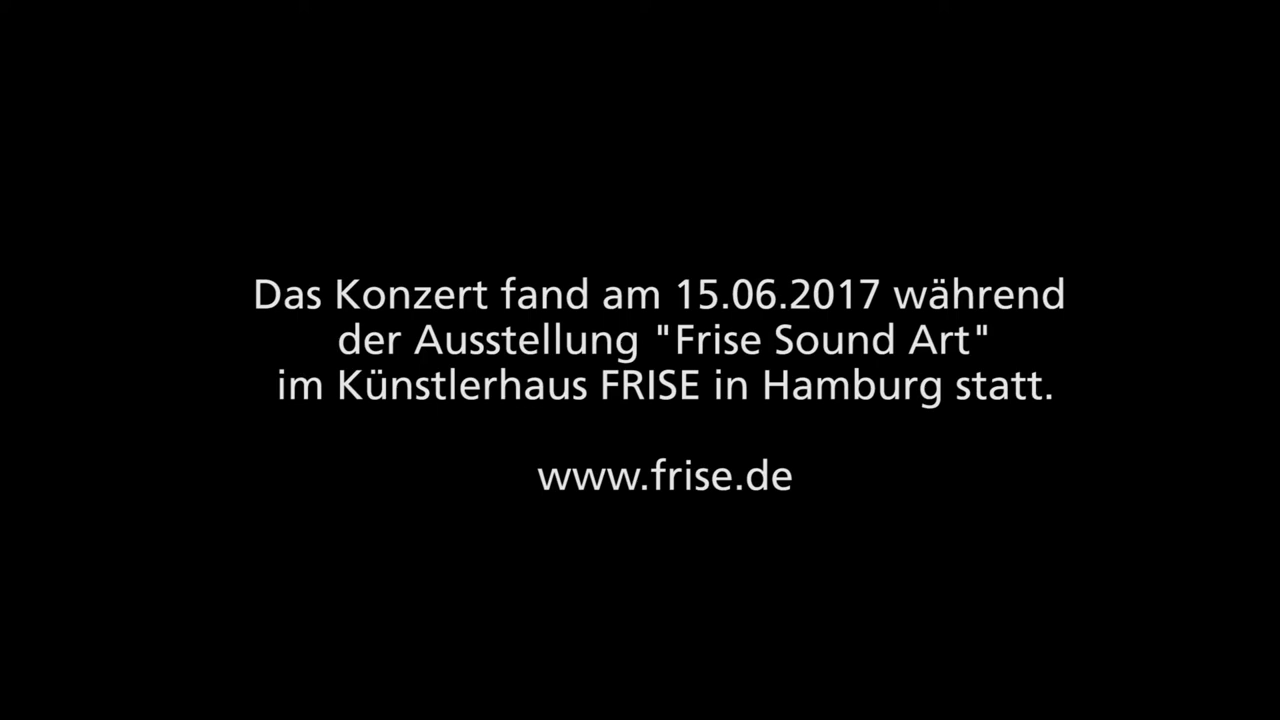 Das Konzert fand am 15.06.2017 während
der Ausstellung "Frise Sound Art"
im Künstlerhaus FRISE in Hamburg statt.
www.frise.de